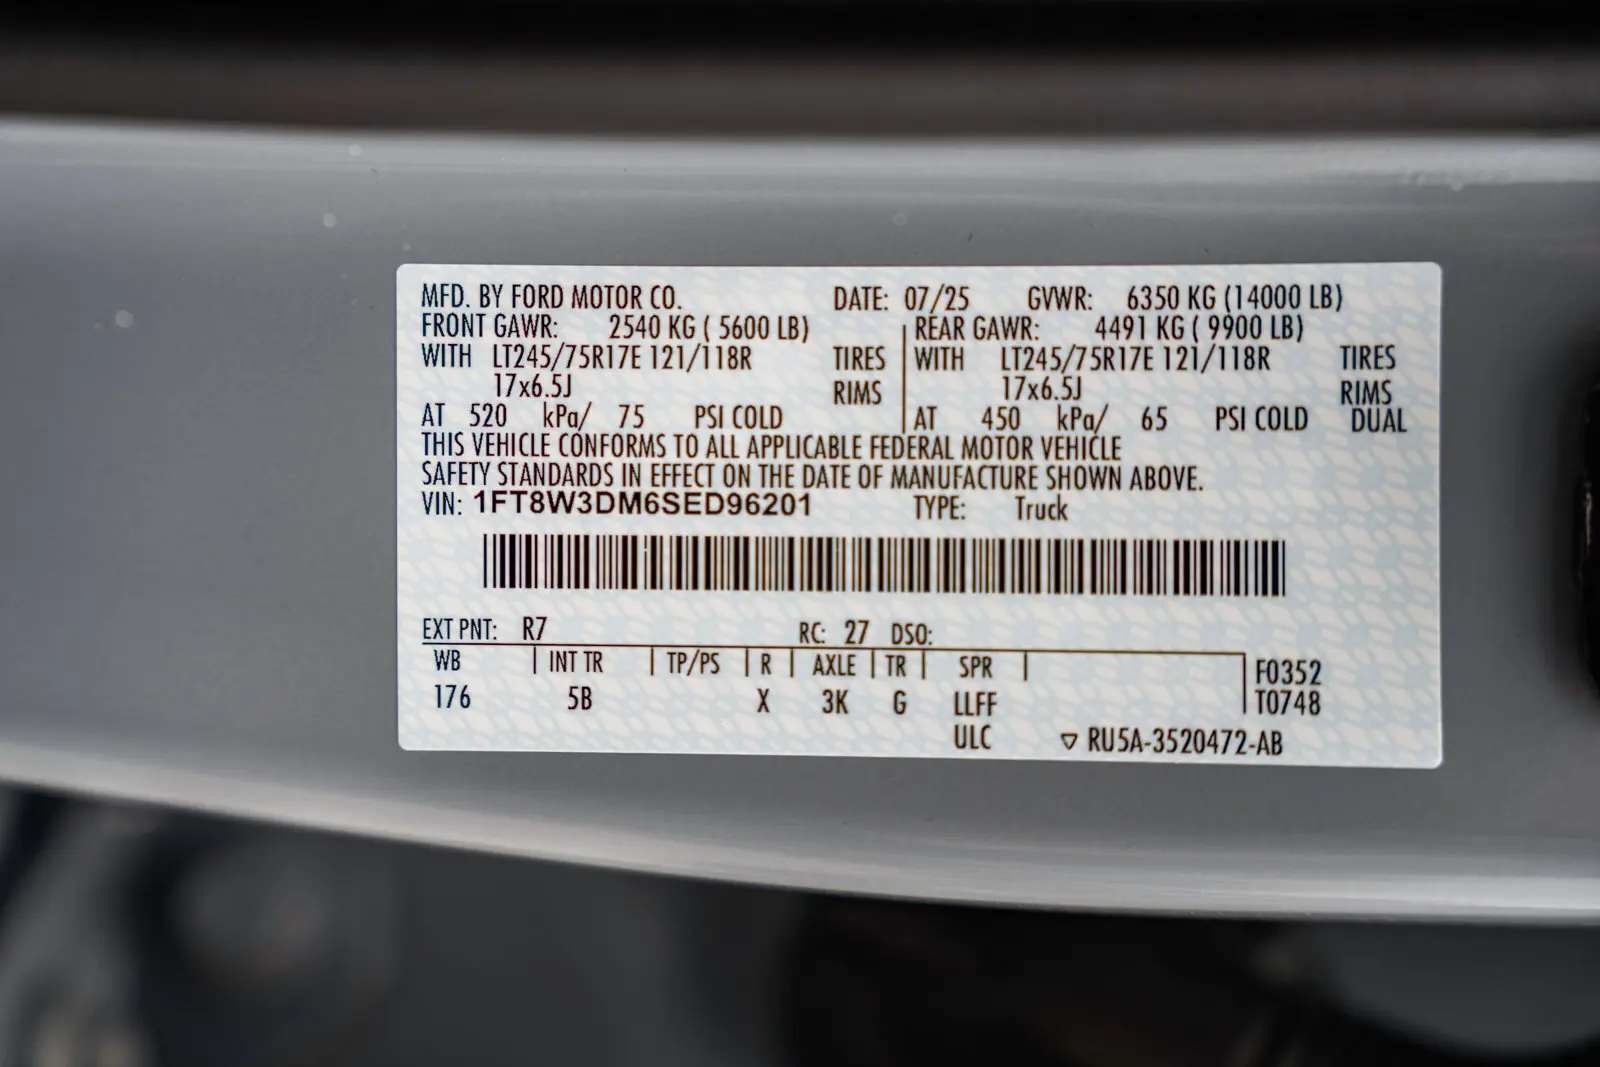 MFD. BY FORD MOTOR CO. DATE: 07/25 GVWR: 6350 KG (14000 LB)
FRONT GAWR: 2540 KG ( 5600 LB) REAR GAWR: 4491 KG ( 9900 LB)
WITH LT245/75R17E 121/118R TIRES WITH LT245/75R17E 121/118R TIRES
17x6.5J RIMS 17x6.5J RIMS
AT 520 kPa/ 75 PSI COLD AT 450 kPa/ 65 PSI COLD DUAL
THIS VEHICLE CONFORMS TO ALL APPLICABLE FEDERAL MOTOR VEHICLE
SAFETY STANDARDS IN EFFECT ON THE DATE OF MANUFACTURE SHOWN ABOVE.
VIN: 1FT8W3DM6SED96201 TYPE: Truck
EXT PNT: R7 RC: 27 DSO:
WB INT TR TP/PS R AXLE TR SPR F0352
176 5B X 3K G LLFF T0748
ULC ▽ RU5A-3520472-AB